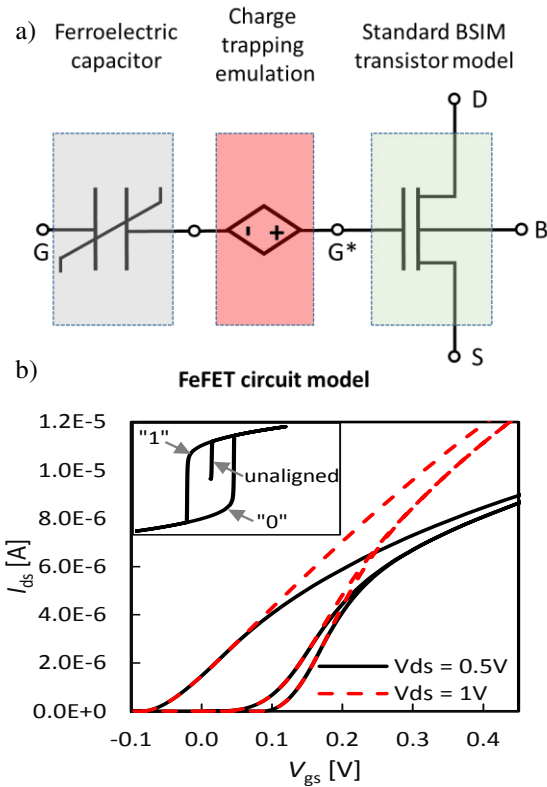 a)
Ferroelectric
capacitor
Charge
trapping
emulation
Standard BSIM
transistor model
D
G
-
+
G*
B
S
b)
FeFET circuit model
1.2E-5
1.0E-5
8.0E-6
6.0E-6
4.0E-6
2.0E-6
0.0E+0
Ids [A]
"1"
unaligned
"0"
Vds = 0.5V
Vds = 1V
-0.1
0.0
0.1
0.2
0.3
0.4
Vgs [V]